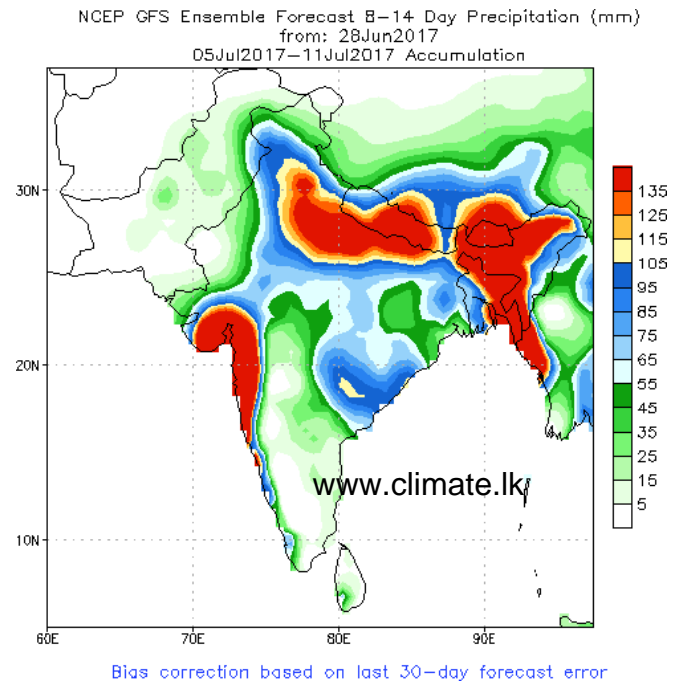 NCEP GFS Ensemble Forecast 8-14 Day Precipitation (mm)
from: 28Jun2017
05Jul2017-11Jul2017 Accumulation
30N
20N
10N
60E
70E
80E
90E
135
125
115
105
95
85
75
65
55
45
35
25
15
5
www.climate.lk
Bias correction based on last 30-day forecast error